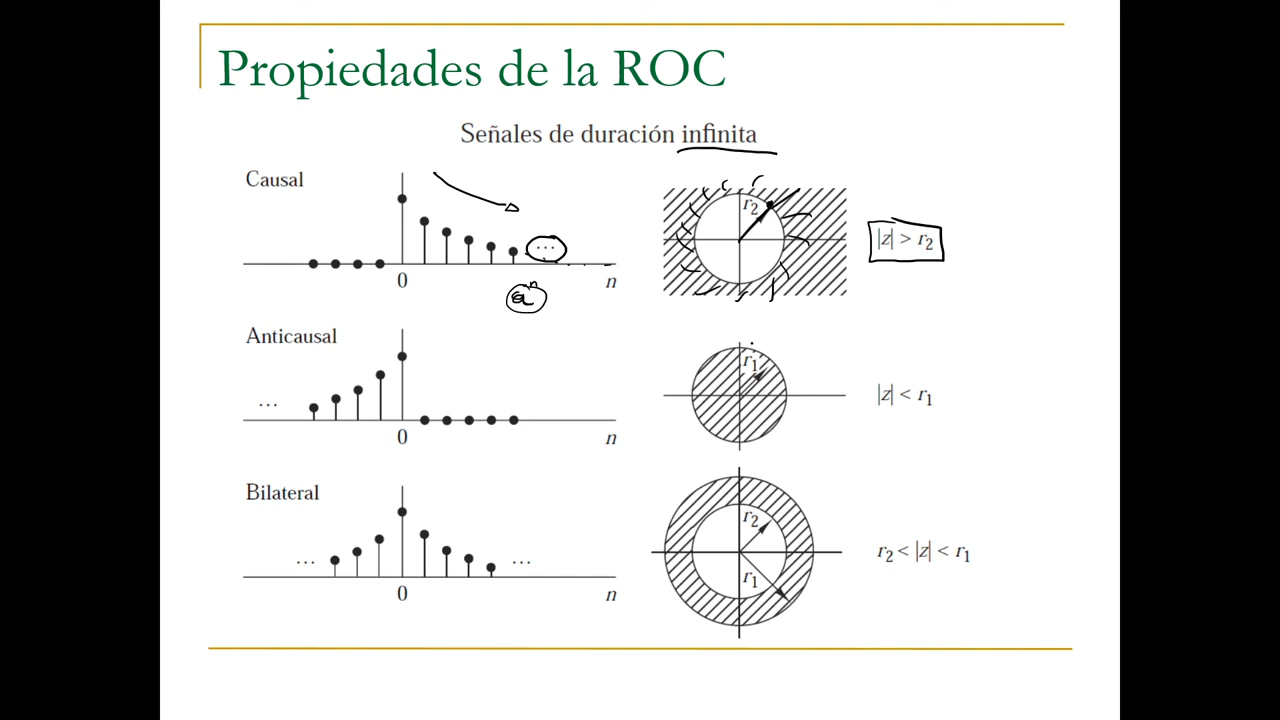 Propiedades de la ROC
Señales de duración infinita
Causal
...
0
n
aⁿ
r₂
|z| > r₂
Anticausal
...
0
n
r₁
|z| < r₁
Bilateral
...
...
0
n
r₂
r₁
r₂ < |z| < r₁